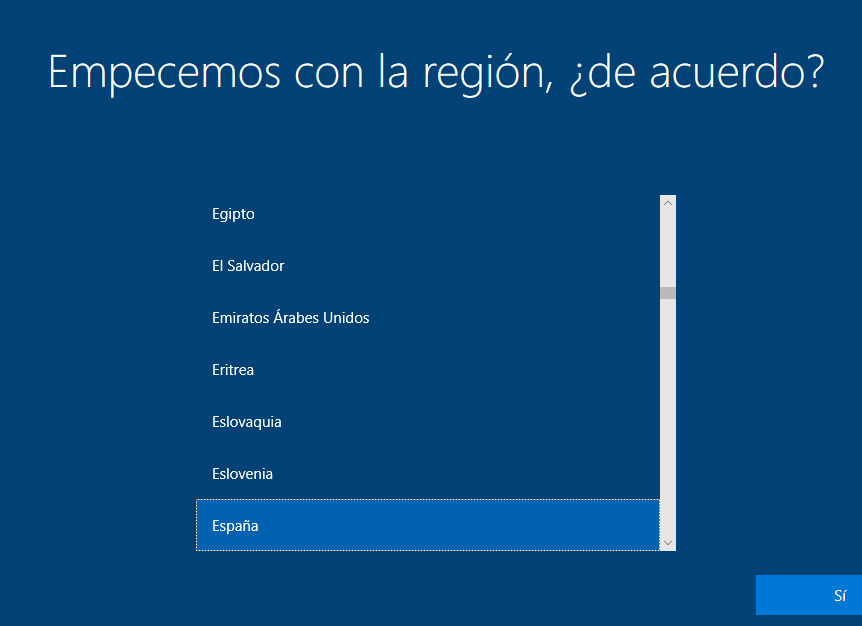 Empecemos con la región, ¿de acuerdo?
Egipto
El Salvador
Emiratos Árabes Unidos
Eritrea
Eslovaquia
Eslovenia
España
Sí